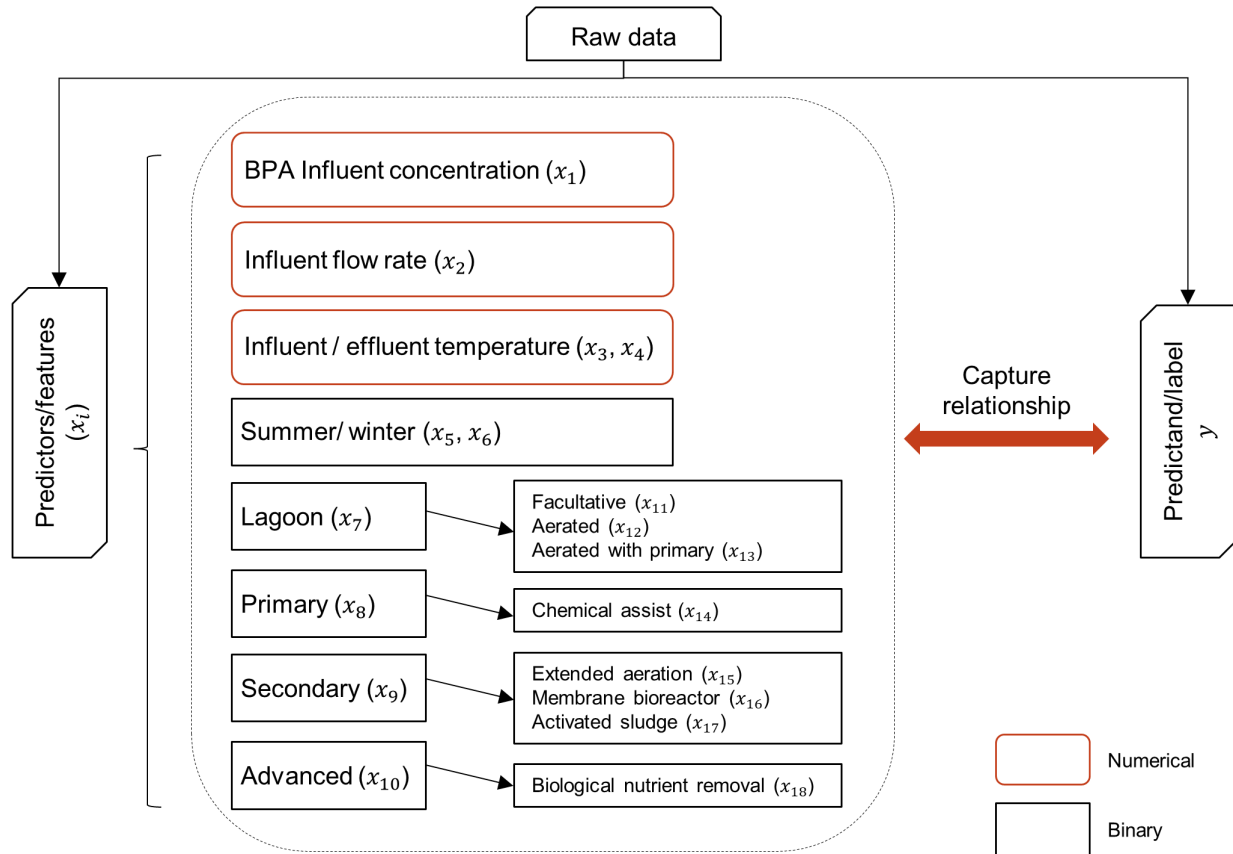 Raw data
Predictors/features
(x_i)
BPA Influent concentration (x_1)
Influent flow rate (x_2)
Influent / effluent temperature (x_3, x_4)
Summer/ winter (x_5, x_6)
Lagoon (x_7)
Facultative (x_11)
Aerated (x_12)
Aerated with primary (x_13)
Primary (x_8)
Chemical assist (x_14)
Secondary (x_9)
Extended aeration (x_15)
Membrane bioreactor (x_16)
Activated sludge (x_17)
Advanced (x_10)
Biological nutrient removal (x_18)
Capture
relationship
Predictand/label
y
Numerical
Binary